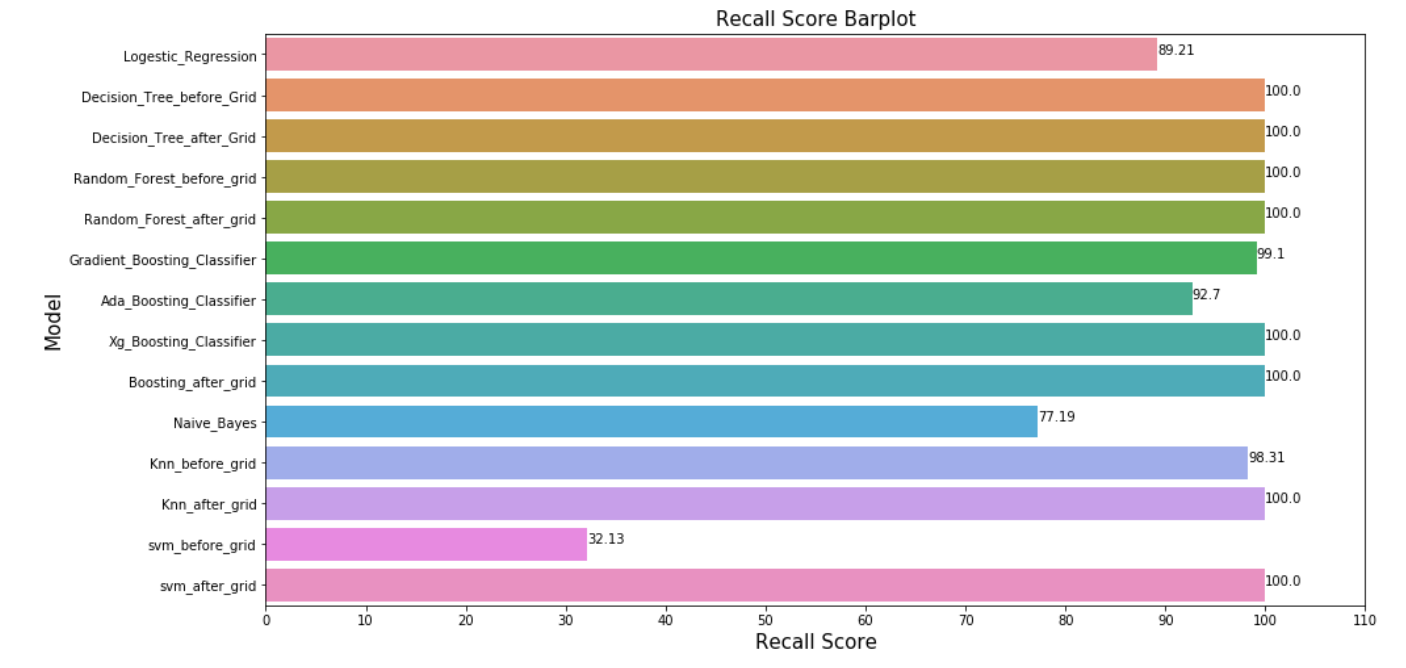 Recall Score Barplot
Logestic_Regression 89.21
Decision_Tree_before_Grid 100.0
Decision_Tree_after_Grid 100.0
Random_Forest_before_grid 100.0
Random_Forest_after_grid 100.0
Gradient_Boosting_Classifier 99.1
Ada_Boosting_Classifier 92.7
Xg_Boosting_Classifier 100.0
Boosting_after_grid 100.0
Naive_Bayes 77.19
Knn_before_grid 98.31
Knn_after_grid 100.0
svm_before_grid 32.13
svm_after_grid 100.0
Model
0 10 20 30 40 50 60 70 80 90 100 110
Recall Score